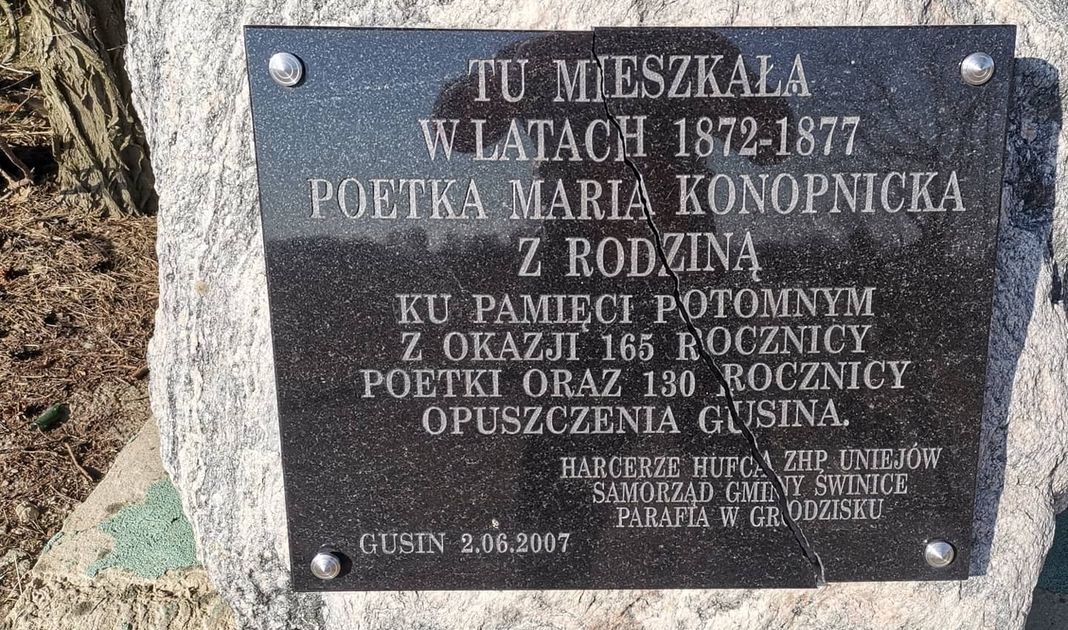 TU MIESZKAŁA
W LATACH 1872-1877
POETKA MARIA KONOPNICKA
Z RODZINĄ
KU PAMIĘCI POTOMNYM
Z OKAZJI 165 ROCZNICY
POETKI ORAZ 130 ROCZNICY
OPUSZCZENIA GUSINA.
HARCERZE HUFCA ZHP UNIEJÓW
SAMORZĄD GMINY ŚWINICE
PARAFIA W GRODZISKU
GUSIN 2.06.2007